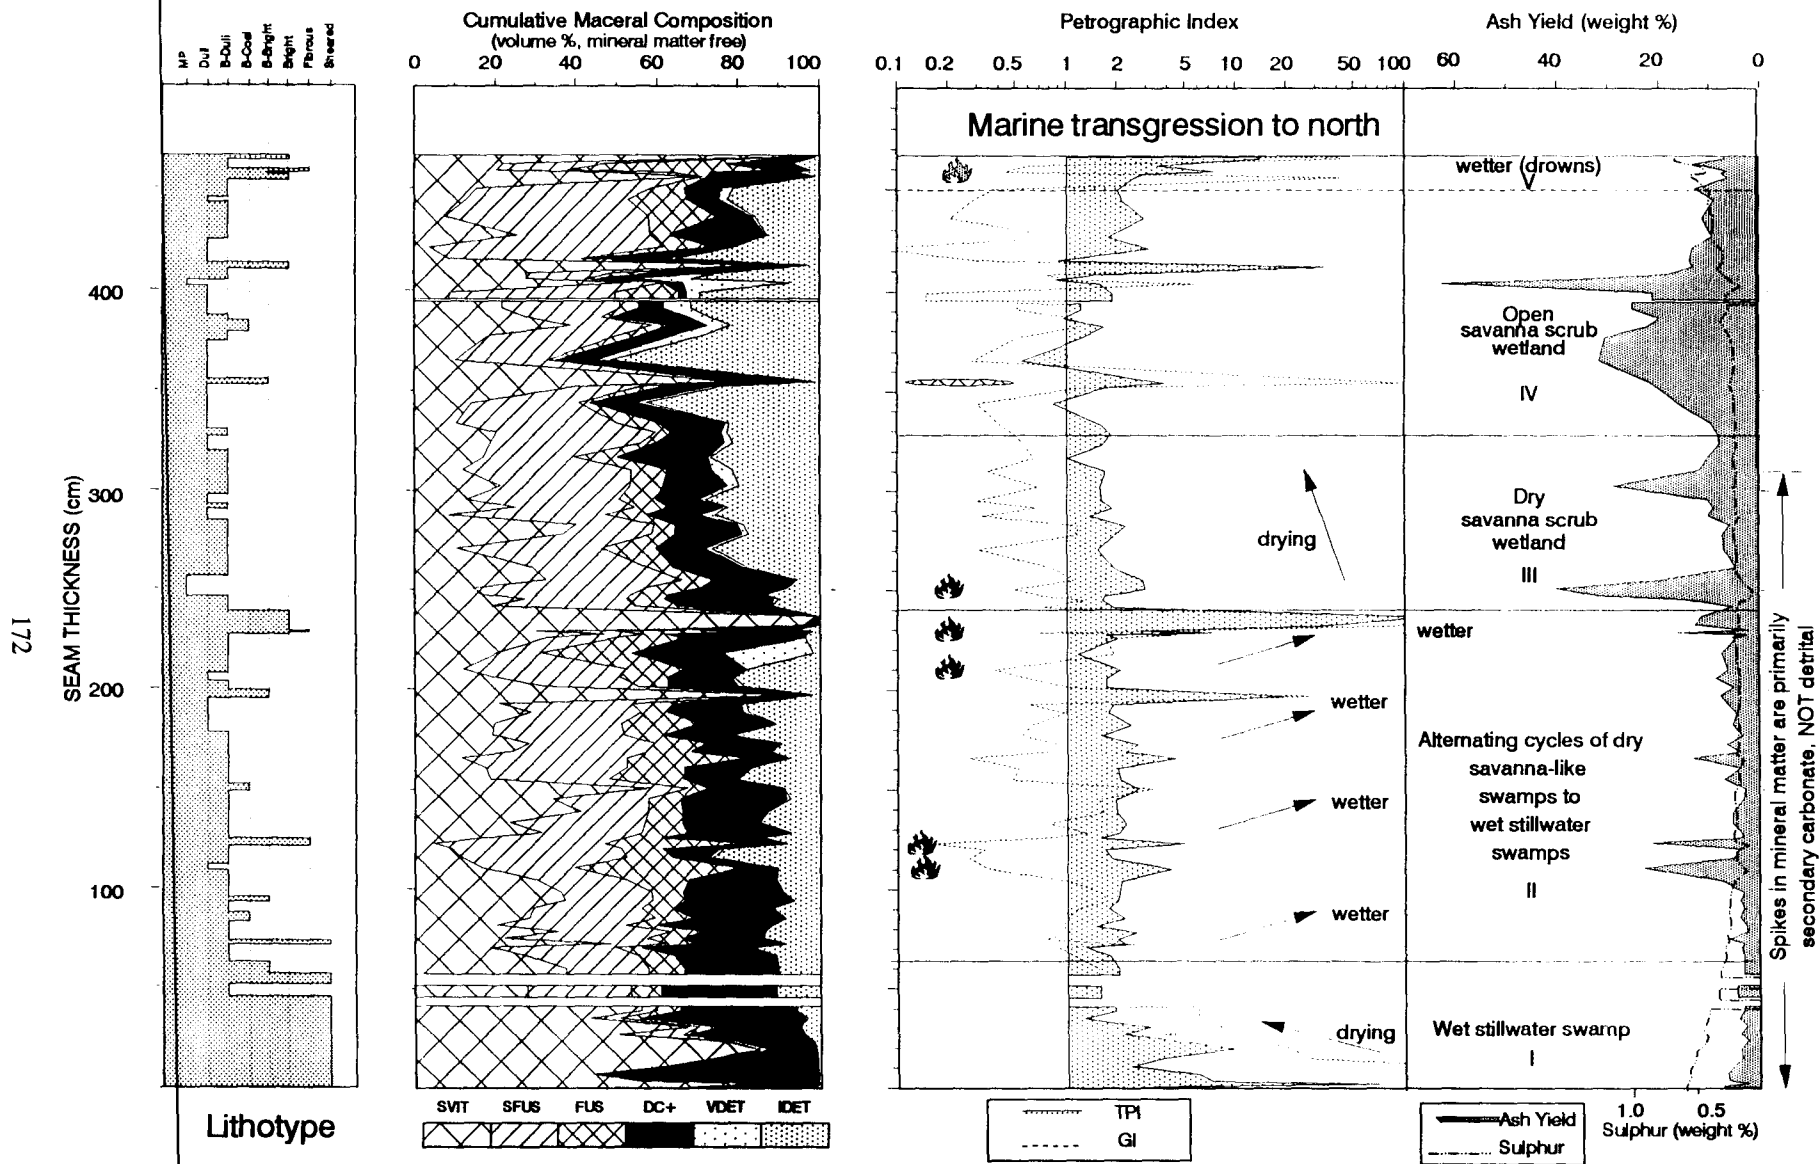 MP
Dull
B-Dull
B-Coal
B-Bright
Bright
Fibrous
Sheared
Cumulative Maceral Composition
(volume %, mineral matter free)
0 20 40 60 80 100
Petrographic Index
0.1 0.2 0.5 1 2 5 10 20 50 100
Ash Yield (weight %)
60 40 20 0
Marine transgression to north
wetter (drowns)
V
400
300
200
100
SEAM THICKNESS (cm)
172
Open
savanna scrub
wetland
IV
Dry
savanna scrub
wetland
III
drying
wetter
wetter
wetter
wetter
Alternating cycles of dry
savanna-like
swamps to
wet stillwater
swamps
II
drying
Wet stillwater swamp
I
Spikes in mineral matter are primarily
secondary carbonate, NOT detrital
Lithotype
SVIT SFUS FUS DC+ VDET IDET
TPI
GI
Ash Yield
Sulphur
1.0 0.5
Sulphur (weight %)